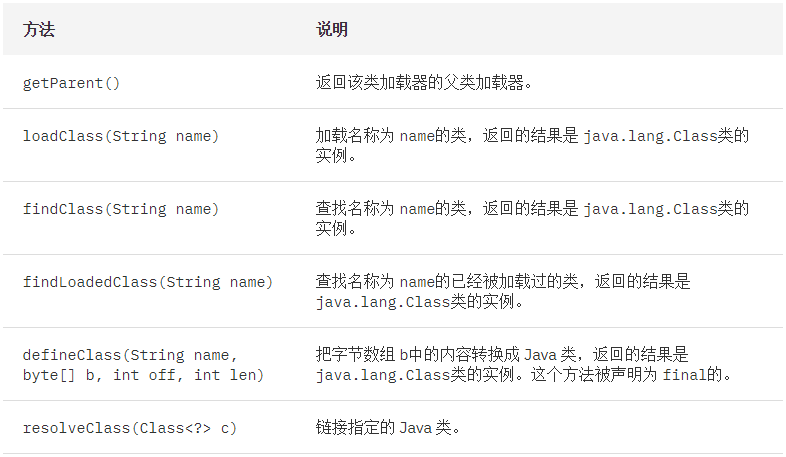 方法 说明
getParent() 返回该类加载器的父类加载器。
loadClass(String name) 加载名称为 name的类，返回的结果是 java.lang.Class类的
实例。
findClass(String name) 查找名称为 name的类，返回的结果是 java.lang.Class类的
实例。
findLoadedClass(String name) 查找名称为 name的已经被加载过的类，返回的结果是
java.lang.Class类的实例。
defineClass(String name, 把字节数组 b中的内容转换成 Java 类，返回的结果是
byte[] b, int off, int len) java.lang.Class类的实例。这个方法被声明为 final的。
resolveClass(Class<?> c) 链接指定的 Java 类。